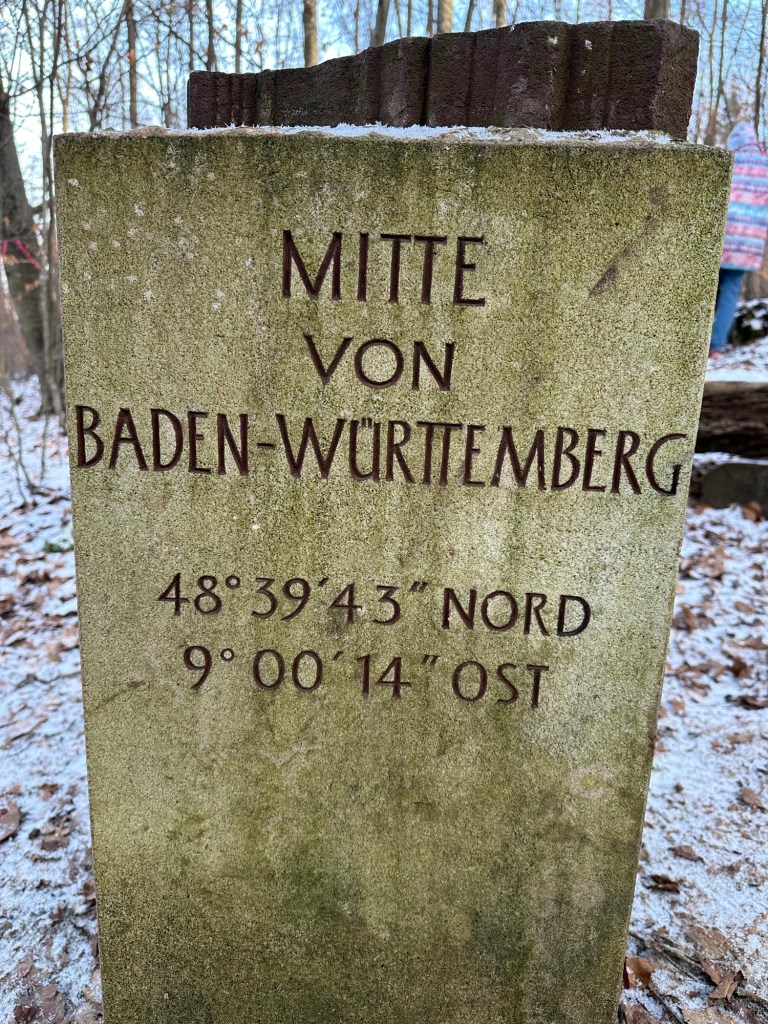 MITTE
VON
BADEN-WÜRTTEMBERG
48° 39′ 43″ NORD
9° 00′ 14″ OST